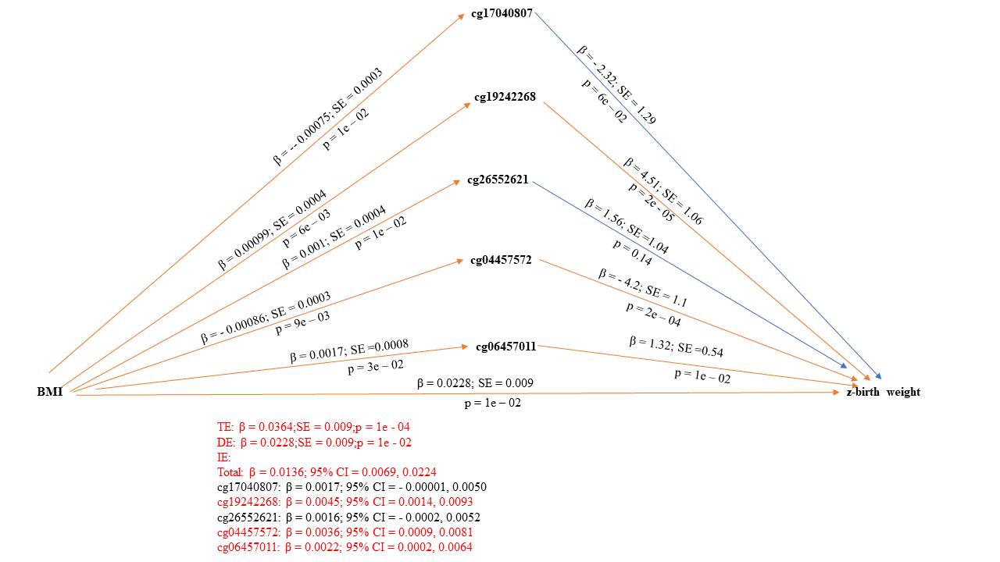 cg17040807
β = - 2.32; SE = 1.29
p = 6e – 02
β = - - 0.00075; SE = 0.0003
p = 1e – 02
cg19242268
β = 4.51; SE = 1.06
p = 2e - 05
β = 0.00099; SE = 0.0004
p = 6e – 03
cg26552621
β = 1.56; SE =1.04
p = 0.14
β = 0.001; SE = 0.0004
p = 1e – 02
cg04457572
β = - 4.2; SE = 1.1
p = 2e – 04
β = - 0.00086; SE = 0.0003
p = 9e – 03
cg06457011
β = 1.32; SE =0.54
p = 1e – 02
β = 0.0017; SE =0.0008
p = 3e – 02
BMI
β = 0.0228; SE = 0.009
p = 1e – 02
z-birth weight
TE: β = 0.0364;SE = 0.009;p = 1e - 04
DE: β = 0.0228;SE = 0.009;p = 1e - 02
IE:
Total: β = 0.0136; 95% CI = 0.0069, 0.0224
cg17040807: β = 0.0017; 95% CI = - 0.00001, 0.0050
cg19242268: β = 0.0045; 95% CI = 0.0014, 0.0093
cg26552621: β = 0.0016; 95% CI = - 0.0002, 0.0052
cg04457572: β = 0.0036; 95% CI = 0.0009, 0.0081
cg06457011: β = 0.0022; 95% CI = 0.0002, 0.0064